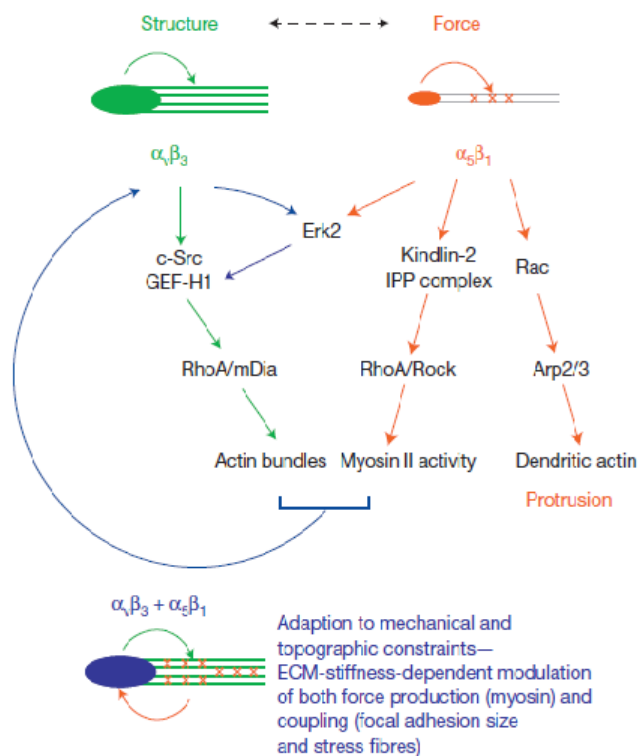 Structure
Force
αvβ3
α5β1
Erk2
c-Src
GEF-H1
Kindlin-2
IPP complex
Rac
RhoA/mDia
RhoA/Rock
Arp2/3
Actin bundles
Myosin II activity
Dendritic actin
Protrusion
αvβ3 + α5β1
Adaption to mechanical and
topographic constraints—
ECM-stiffness-dependent modulation
of both force production (myosin) and
coupling (focal adhesion size
and stress fibres)